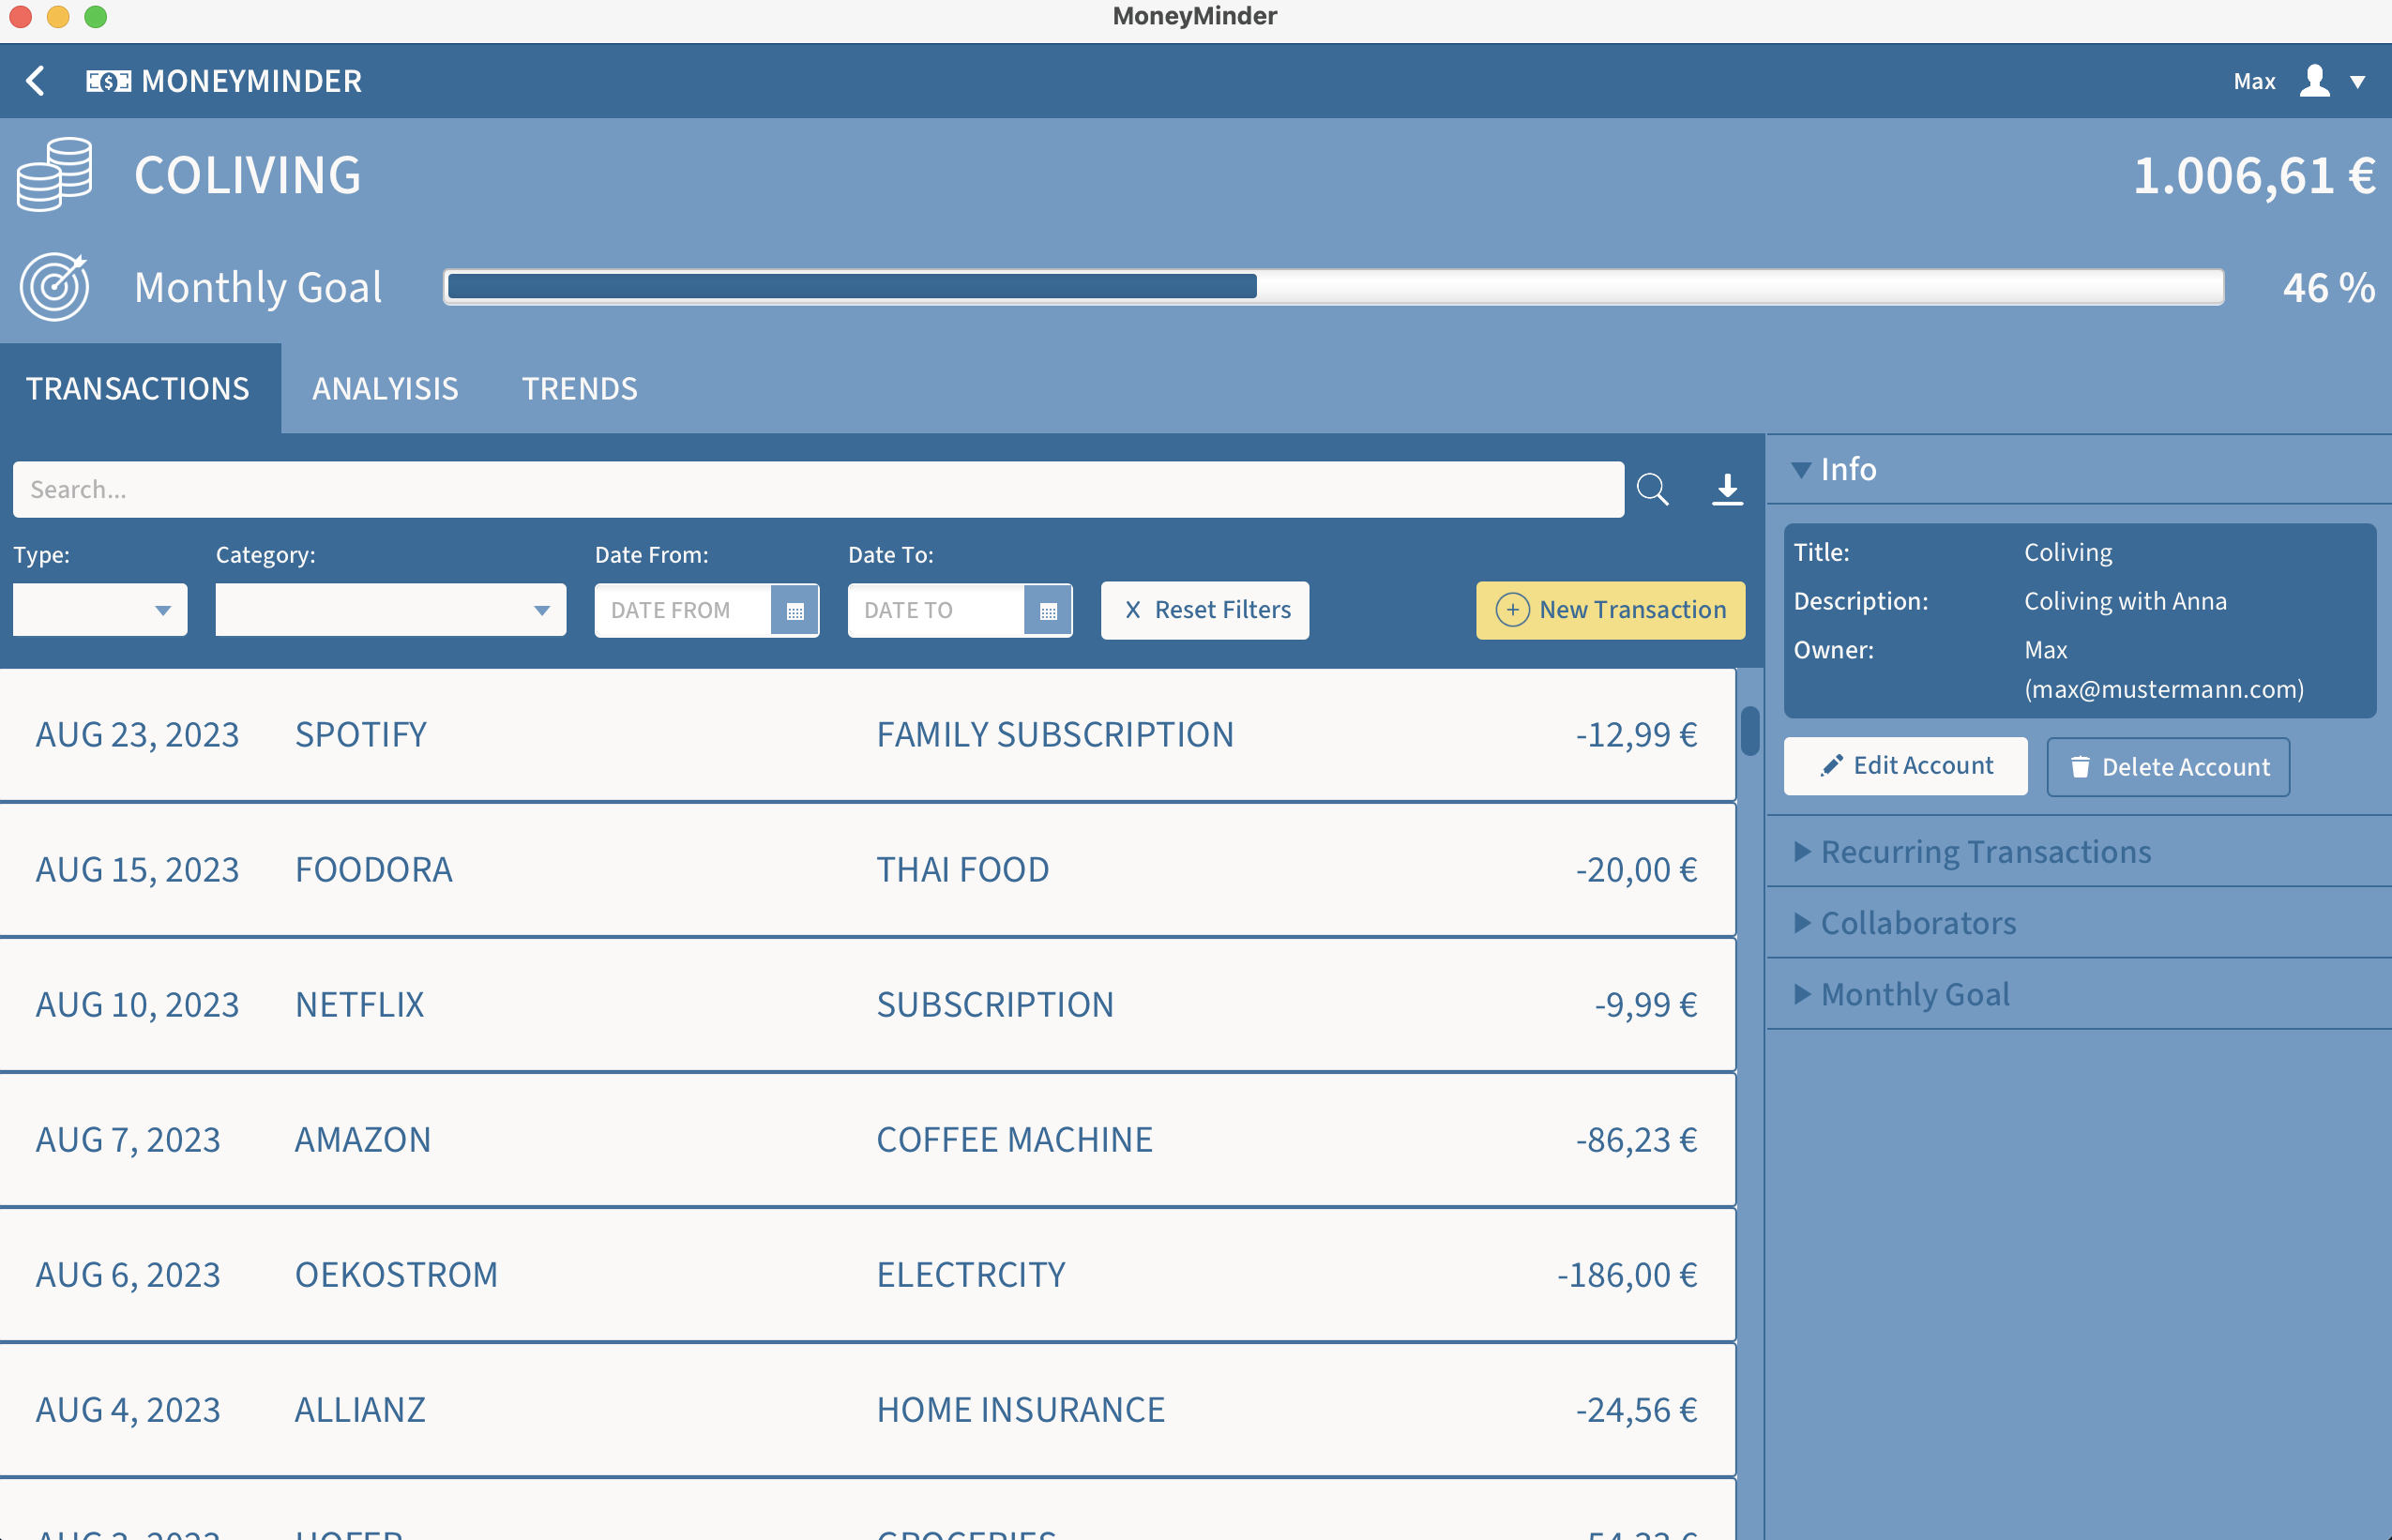 MoneyMinder
MONEYMINDER
Max
COLIVING
1.006,61 €
Monthly Goal
46 %
TRANSACTIONS
ANALYISIS
TRENDS
Search...
Type:
Category:
Date From:
Date To:
DATE FROM
DATE TO
X Reset Filters
+ New Transaction
AUG 23, 2023 SPOTIFY FAMILY SUBSCRIPTION -12,99 €
AUG 15, 2023 FOODORA THAI FOOD -20,00 €
AUG 10, 2023 NETFLIX SUBSCRIPTION -9,99 €
AUG 7, 2023 AMAZON COFFEE MACHINE -86,23 €
AUG 6, 2023 OEKOSTROM ELECTRCITY -186,00 €
AUG 4, 2023 ALLIANZ HOME INSURANCE -24,56 €
HOFER GROCERIES
Info
Title: Coliving
Description: Coliving with Anna
Owner: Max
(max@mustermann.com)
Edit Account
Delete Account
Recurring Transactions
Collaborators
Monthly Goal